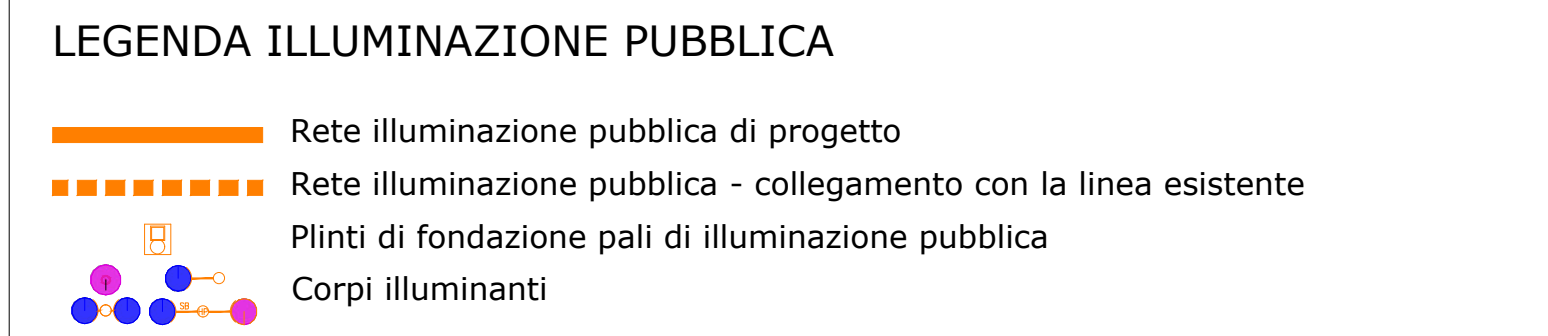 LEGENDA ILLUMINAZIONE PUBBLICA
Rete illuminazione pubblica di progetto
Rete illuminazione pubblica - collegamento con la linea esistente
Plinti di fondazione pali di illuminazione pubblica
Corpi illuminanti
SB